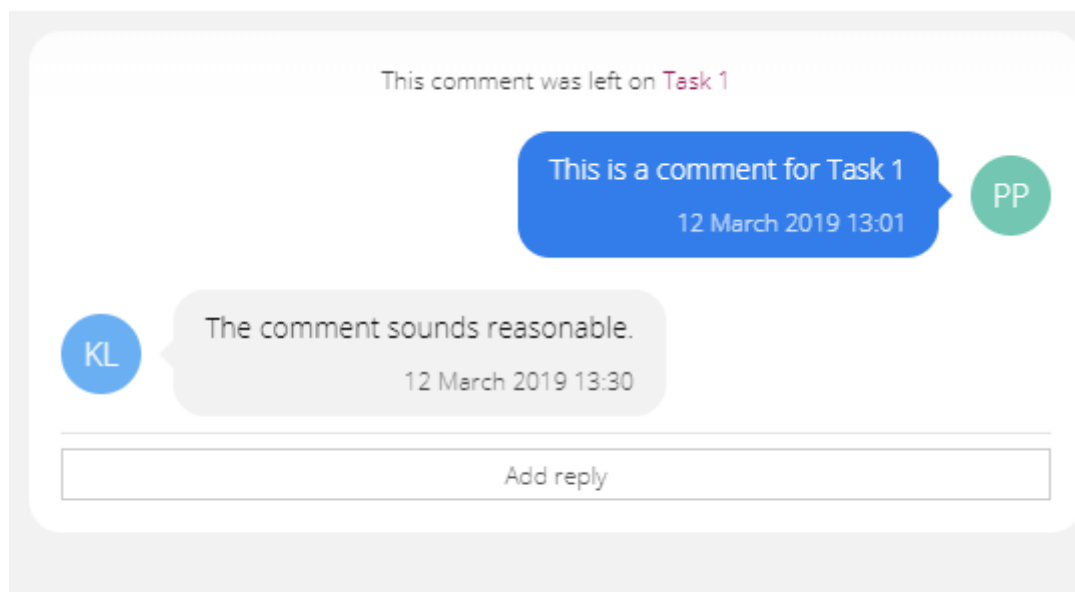 This comment was left on Task 1
This is a comment for Task 1
PP
12 March 2019 13:01
The comment sounds reasonable.
KL
12 March 2019 13:30
Add reply